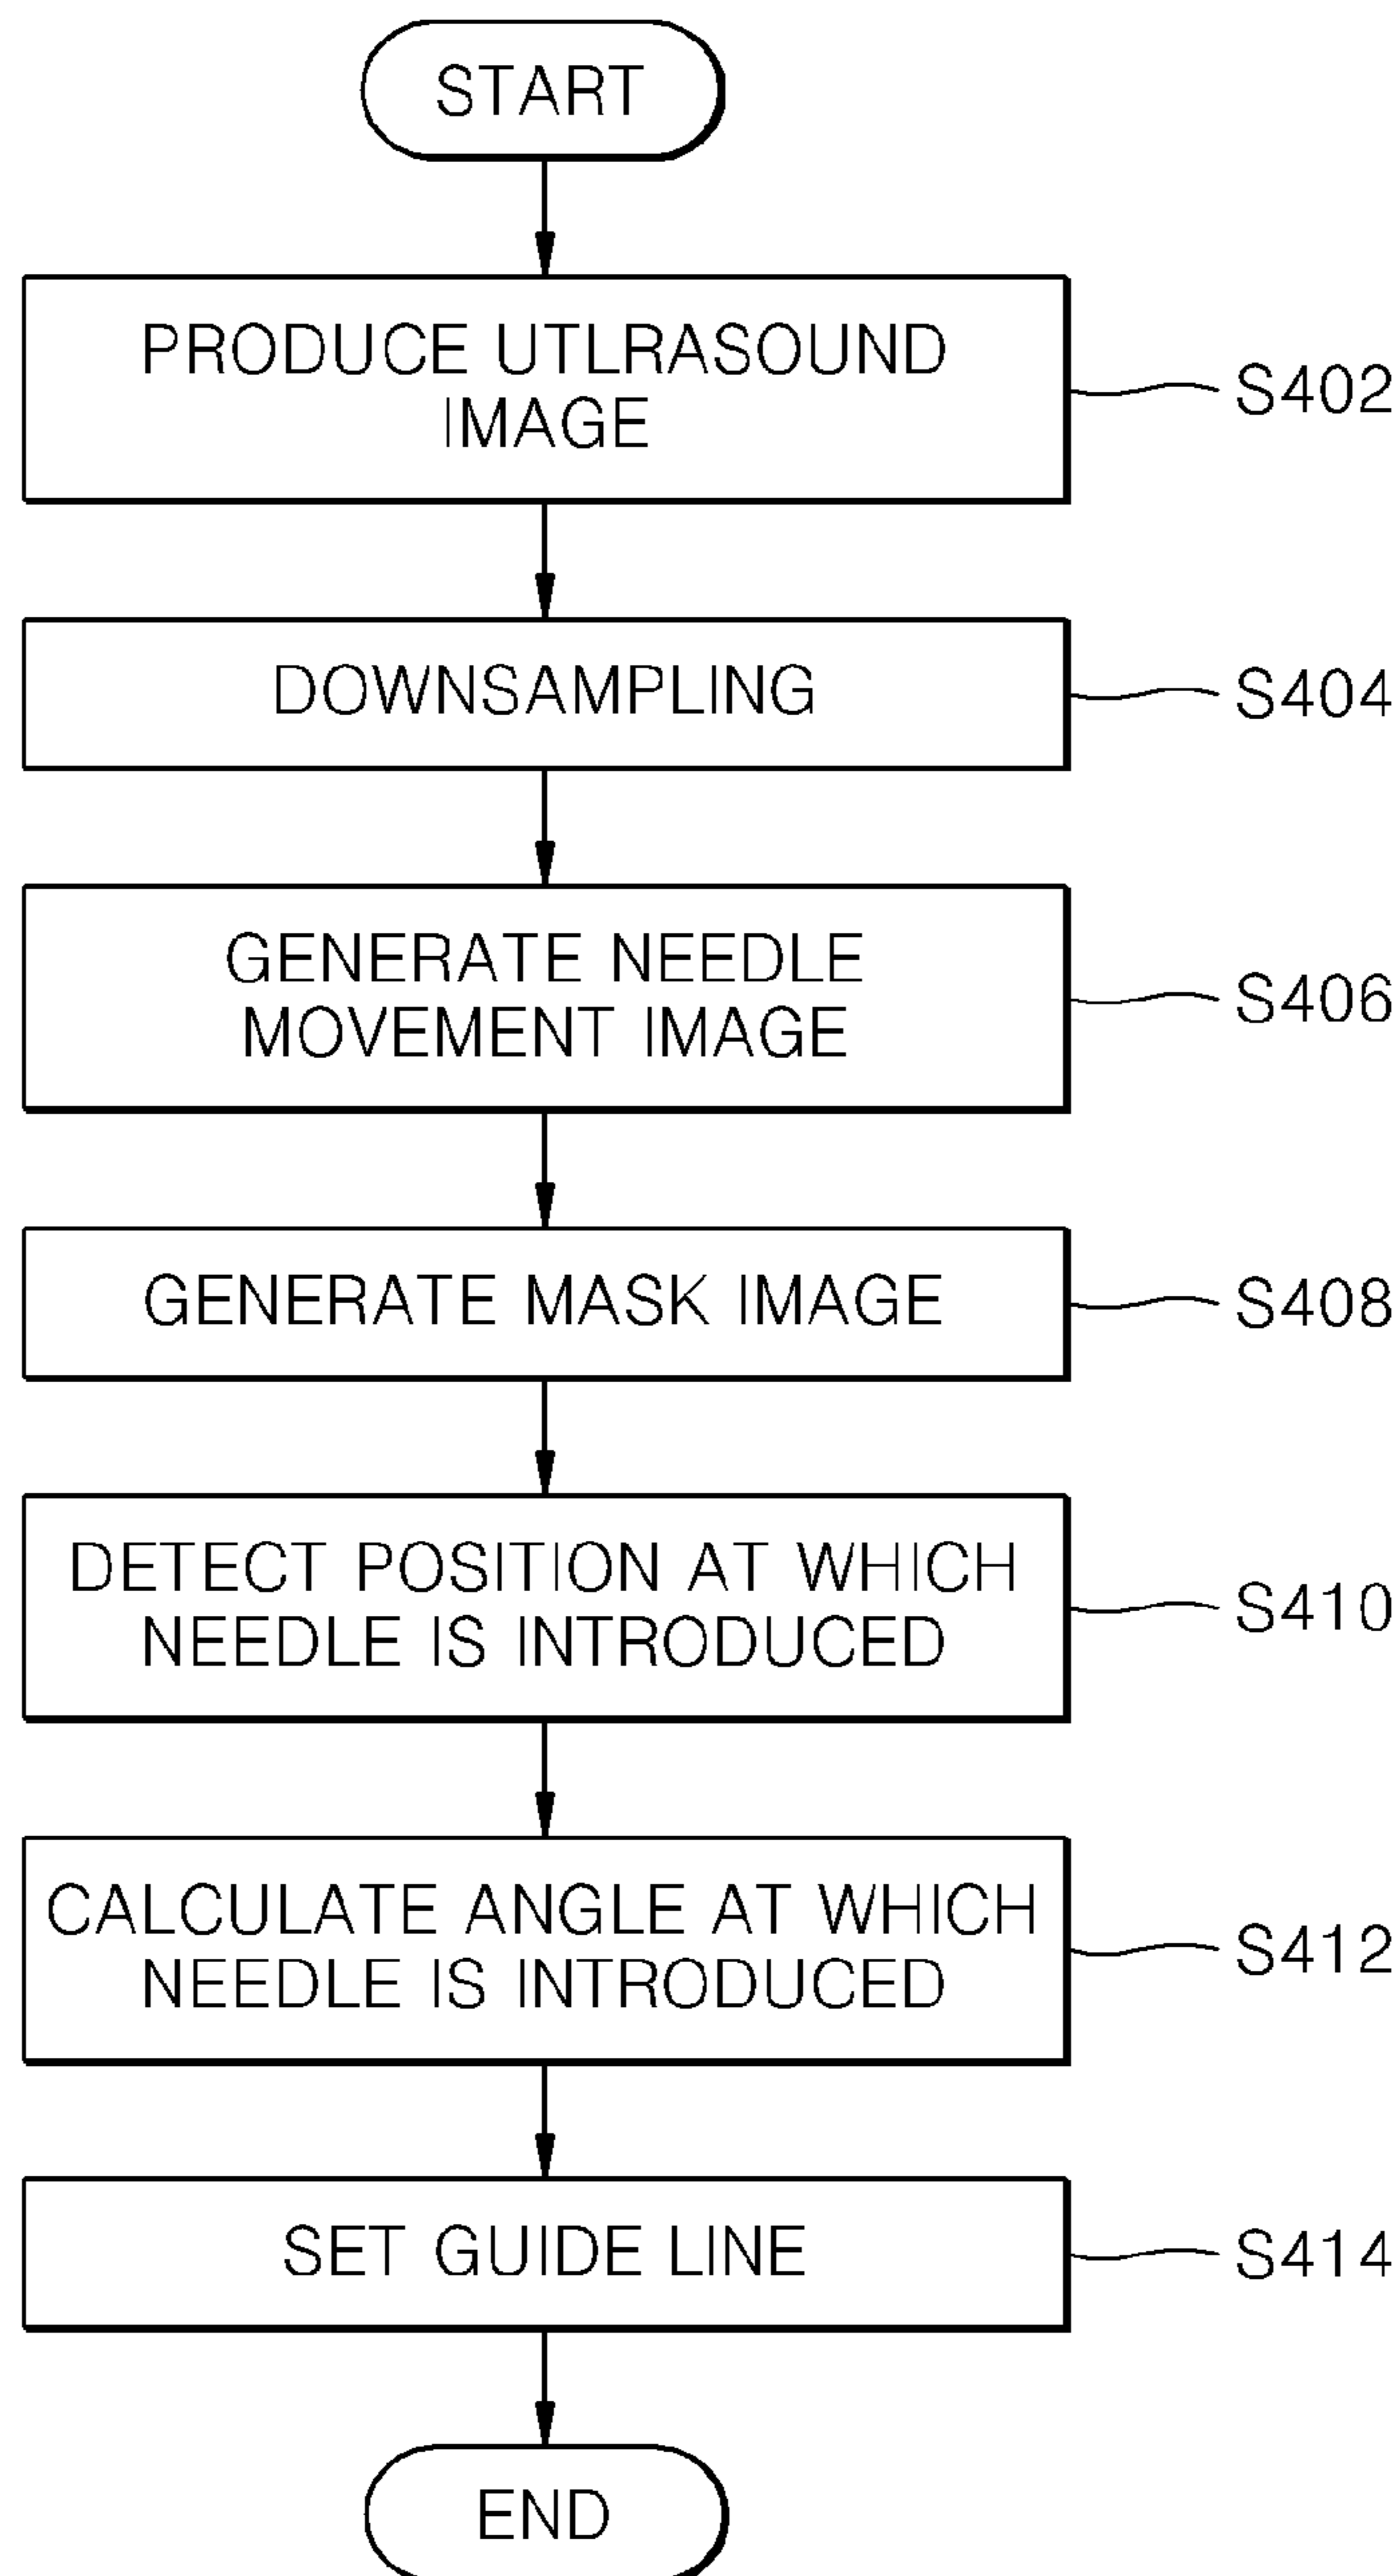 START
PRODUCE UTLRASOUND
IMAGE
S402
DOWNSAMPLING
S404
GENERATE NEEDLE
MOVEMENT IMAGE
S406
GENERATE MASK IMAGE
S408
DETECT POSITION AT WHICH
NEEDLE IS INTRODUCED
S410
CALCULATE ANGLE AT WHICH
NEEDLE IS INTRODUCED
S412
SET GUIDE LINE
S414
END